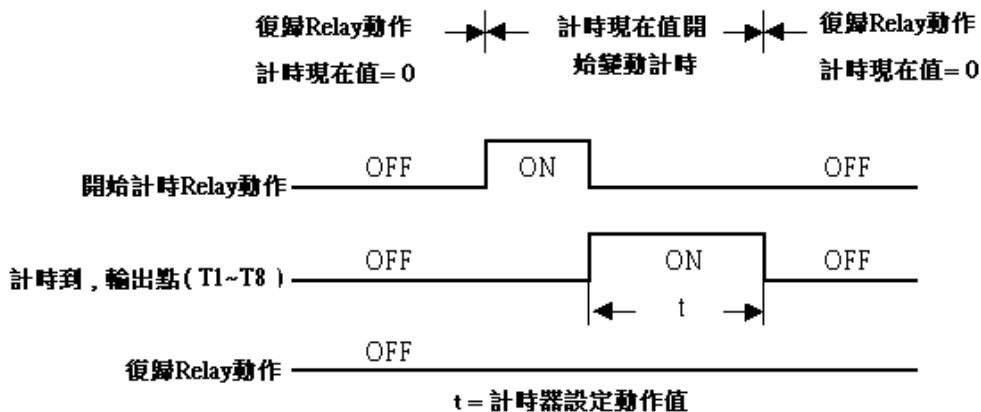 復歸Relay動作
計時現在值= 0
計時現在值開
始變動計時
復歸Relay動作
計時現在值= 0
開始計時Relay動作
OFF
ON
OFF
計時到 , 輸出點( T1~T8 )
OFF
ON
OFF
t
復歸Relay動作
OFF
t = 計時器設定動作值